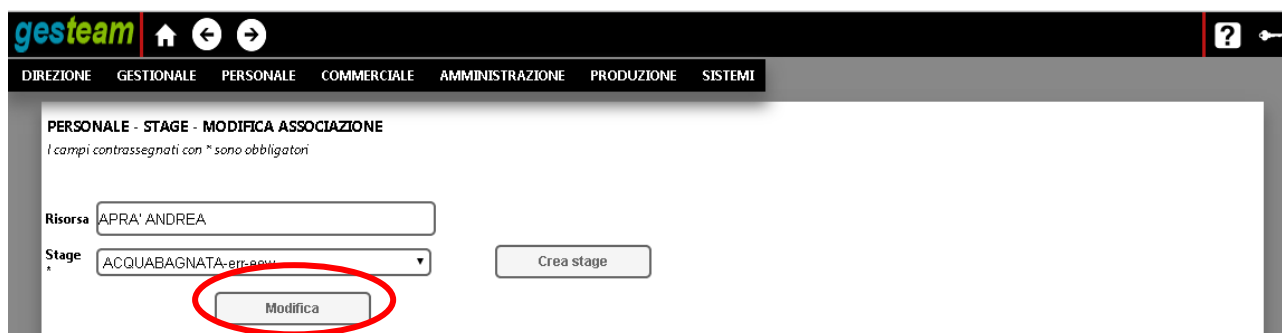 gesteam
DIREZIONE GESTIONALE PERSONALE COMMERCIALE AMMINISTRAZIONE PRODUZIONE SISTEMI
PERSONALE - STAGE - MODIFICA ASSOCIAZIONE
I campi contrassegnati con * sono obbligatori
Risorsa APRA' ANDREA
Stage * ACQUABAGNATA-err-eew Crea stage
Modifica